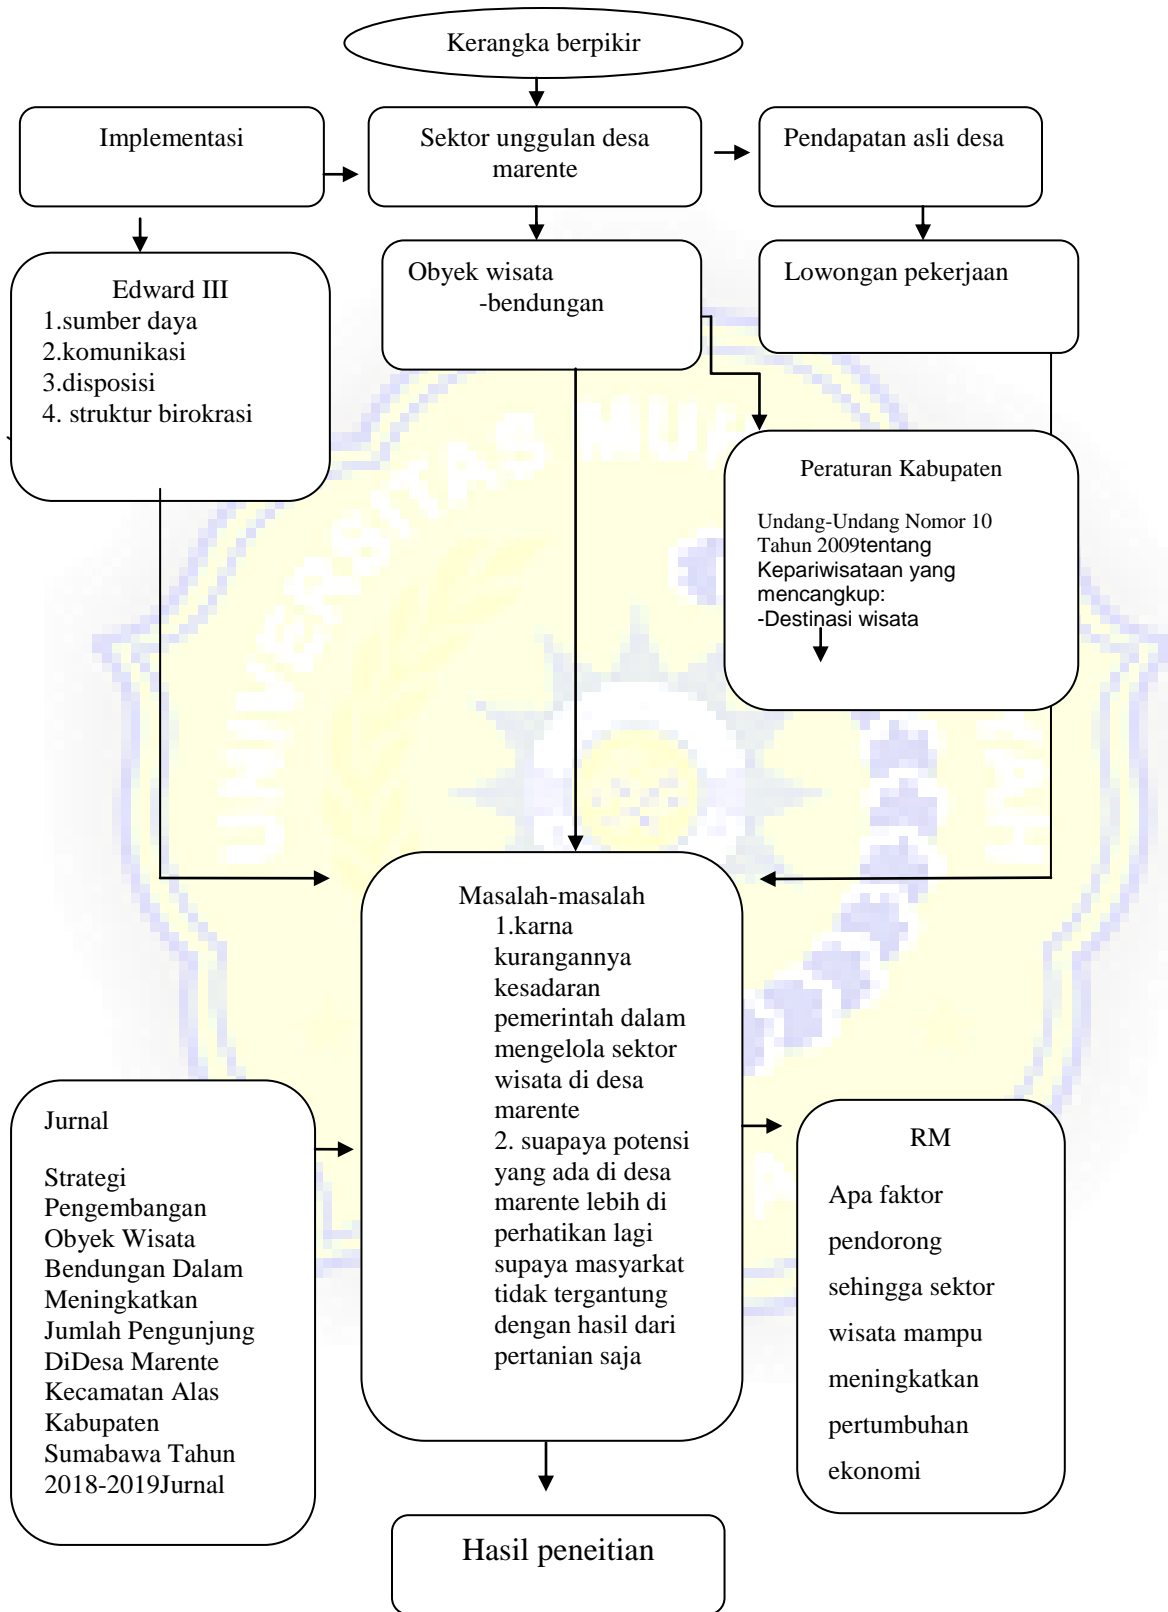 Kerangka berpikir
Implementasi
Sektor unggulan desa
marente
Pendapatan asli desa
Edward III
1.sumber daya
2.komunikasi
3.disposisi
4. struktur birokrasi
Obyek wisata
-bendungan
Lowongan pekerjaan
Peraturan Kabupaten
Undang-Undang Nomor 10
Tahun 2009tentang
Kepariwisataan yang
mencangkup:
-Destinasi wisata
Masalah-masalah
1.karna
kurangannya
kesadaran
pemerintah dalam
mengelola sektor
wisata di desa
marente
2. suapaya potensi
yang ada di desa
marente lebih di
perhatikan lagi
supaya masyarkat
tidak tergantung
dengan hasil dari
pertanian saja
Jurnal
Strategi
Pengembangan
Obyek Wisata
Bendungan Dalam
Meningkatkan
Jumlah Pengunjung
DiDesa Marente
Kecamatan Alas
Kabupaten
Sumabawa Tahun
2018-2019Jurnal
RM
Apa faktor
pendorong
sehingga sektor
wisata mampu
meningkatkan
pertumbuhan
ekonomi
Hasil peneitian
UNIVERSITAS MUH